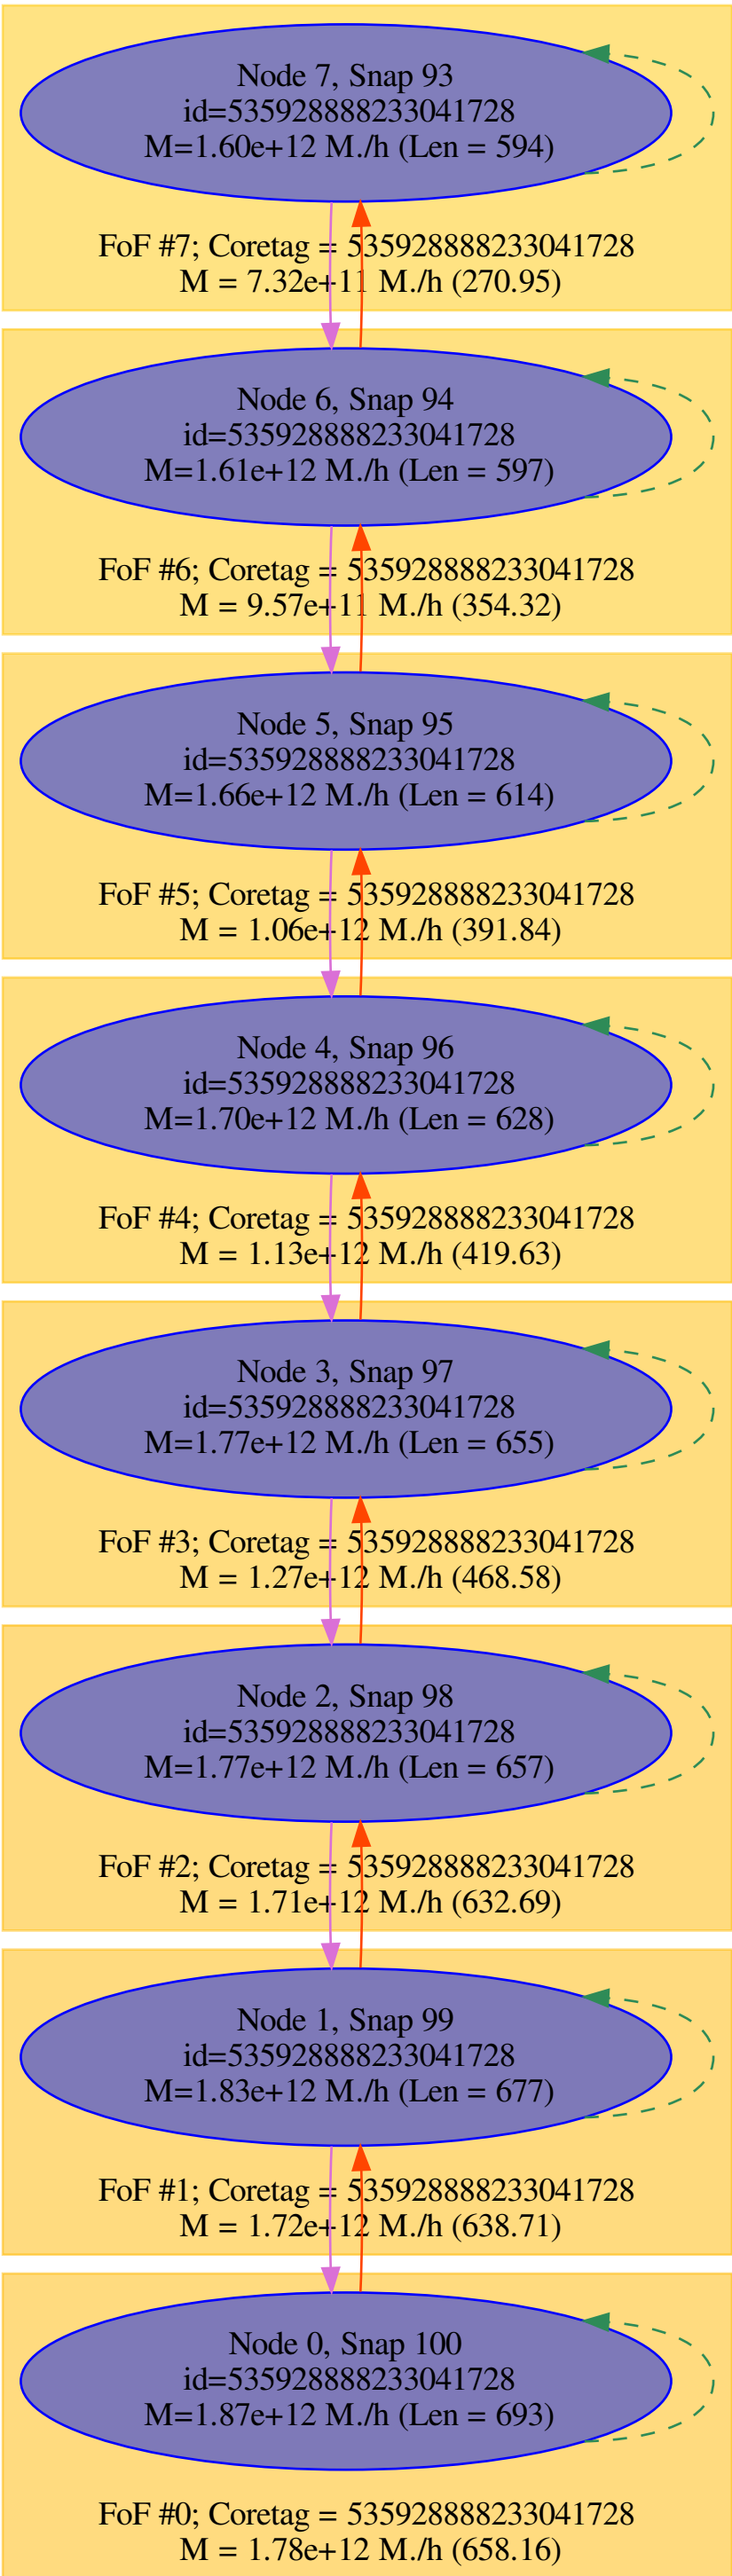 Node 7, Snap 93
id=535928888233041728
M=1.60e+12 M./h (Len = 594)
FoF #7; Coretag = 535928888233041728
M = 7.32e+11 M./h (270.95)
Node 6, Snap 94
id=535928888233041728
M=1.61e+12 M./h (Len = 597)
FoF #6; Coretag = 535928888233041728
M = 9.57e+11 M./h (354.32)
Node 5, Snap 95
id=535928888233041728
M=1.66e+12 M./h (Len = 614)
FoF #5; Coretag = 535928888233041728
M = 1.06e+12 M./h (391.84)
Node 4, Snap 96
id=535928888233041728
M=1.70e+12 M./h (Len = 628)
FoF #4; Coretag = 535928888233041728
M = 1.13e+12 M./h (419.63)
Node 3, Snap 97
id=535928888233041728
M=1.77e+12 M./h (Len = 655)
FoF #3; Coretag = 535928888233041728
M = 1.27e+12 M./h (468.58)
Node 2, Snap 98
id=535928888233041728
M=1.77e+12 M./h (Len = 657)
FoF #2; Coretag = 535928888233041728
M = 1.71e+12 M./h (632.69)
Node 1, Snap 99
id=535928888233041728
M=1.83e+12 M./h (Len = 677)
FoF #1; Coretag = 535928888233041728
M = 1.72e+12 M./h (638.71)
Node 0, Snap 100
id=535928888233041728
M=1.87e+12 M./h (Len = 693)
FoF #0; Coretag = 535928888233041728
M = 1.78e+12 M./h (658.16)